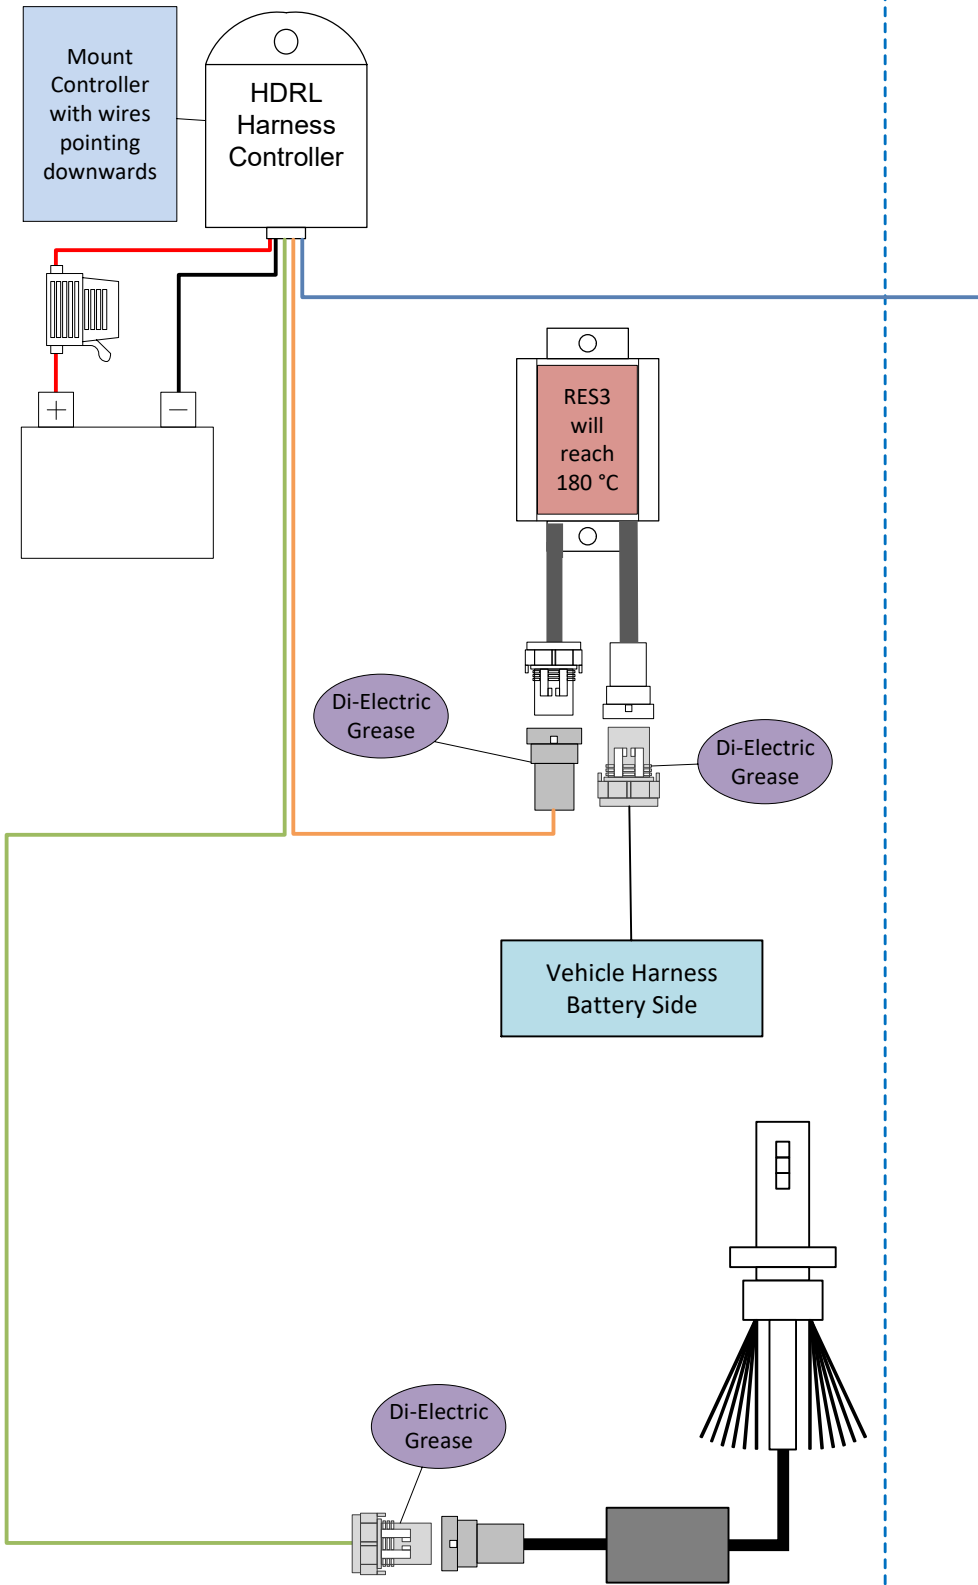 Mount
Controller
with wires
pointing
downwards
HDRL
Harness
Controller
+
−
RES3
will
reach
180 °C
Di-Electric
Grease
Di-Electric
Grease
Vehicle Harness
Battery Side
Di-Electric
Grease